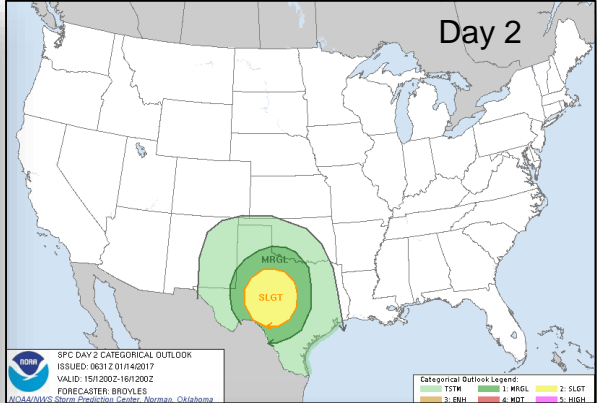 Day 2
MRGL
SLGT
NOAA
SPC DAY 2 CATEGORICAL OUTLOOK
ISSUED: 0631 Z 01/14/2017
VALID: 15/1200Z-16/1200Z
FORECASTER: BROYLES
NOAA/NWS Storm Prediction Center, Norman, Oklahoma
Categorical Outlook Legend:
TSTM 1: MRGL 2: SLGT
3: ENH 4: MDT 5: HIGH